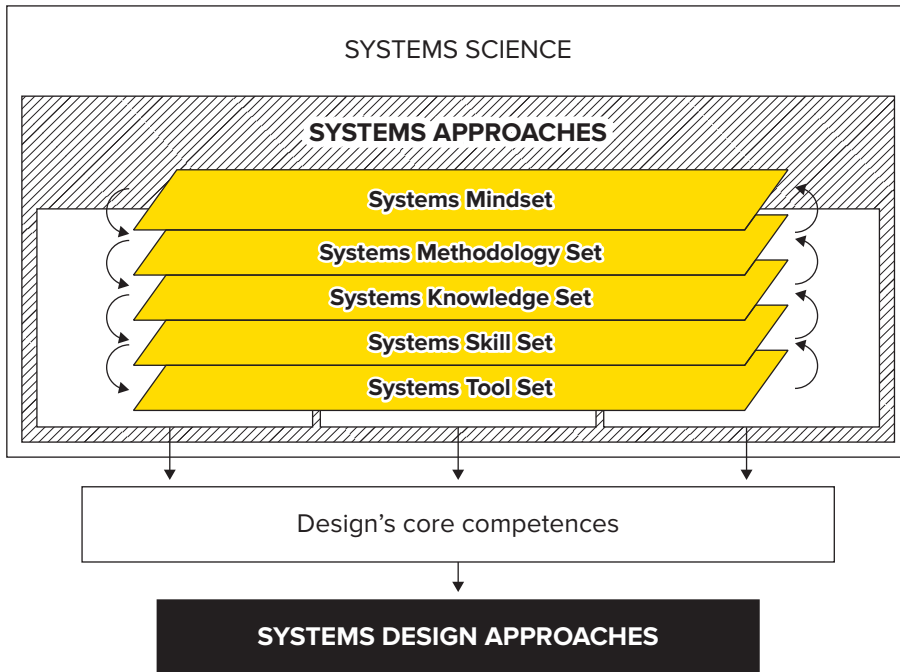 SYSTEMS SCIENCE
SYSTEMS APPROACHES
Systems Mindset
Systems Methodology Set
Systems Knowledge Set
Systems Skill Set
Systems Tool Set
Design’s core competences
SYSTEMS DESIGN APPROACHES